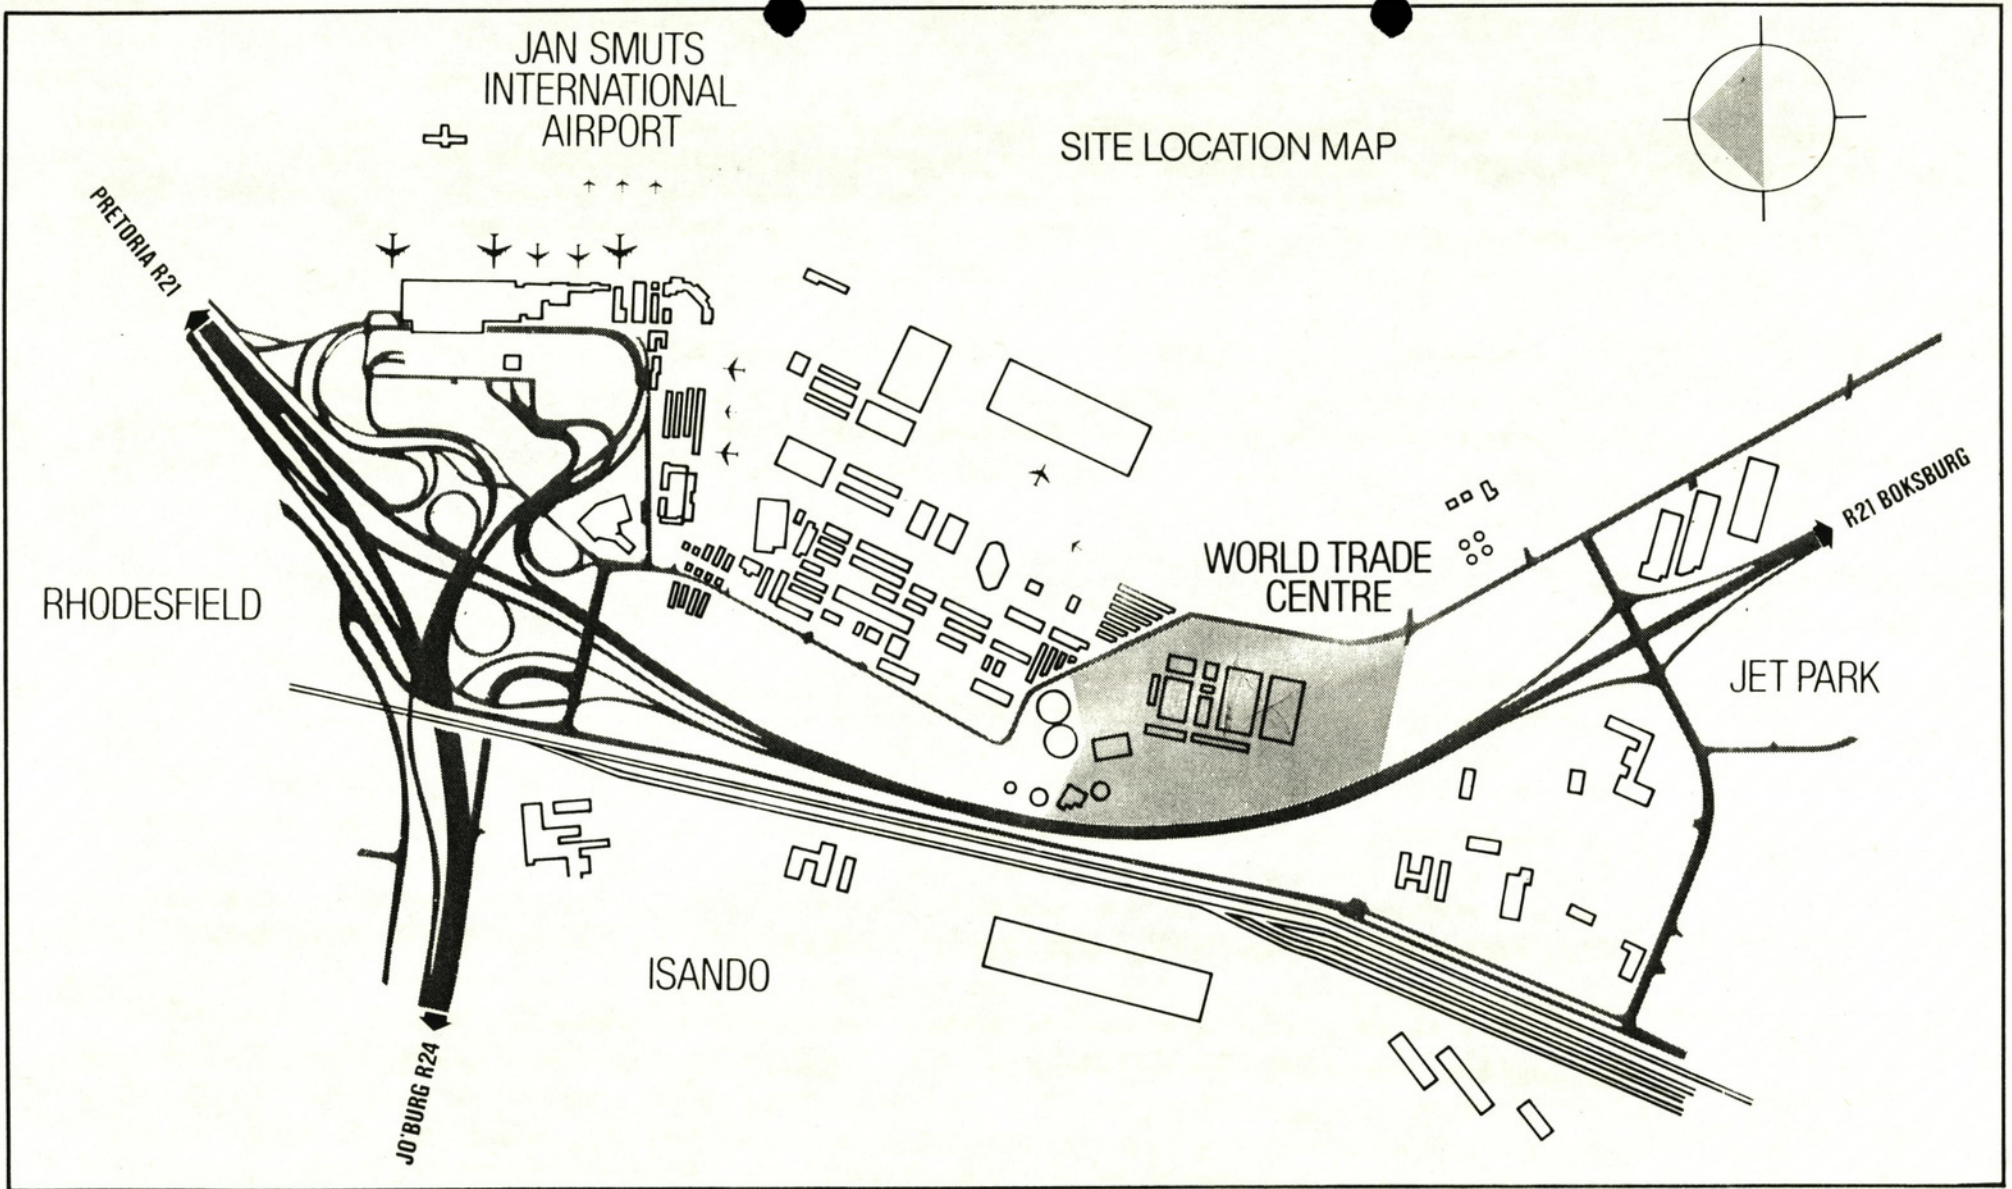 JAN SMUTS
INTERNATIONAL
AIRPORT
SITE LOCATION MAP
PRETORIA R21
R21 BOKSBURG
WORLD TRADE
CENTRE
RHODESFIELD
JET PARK
ISANDO
JO'BURG R24